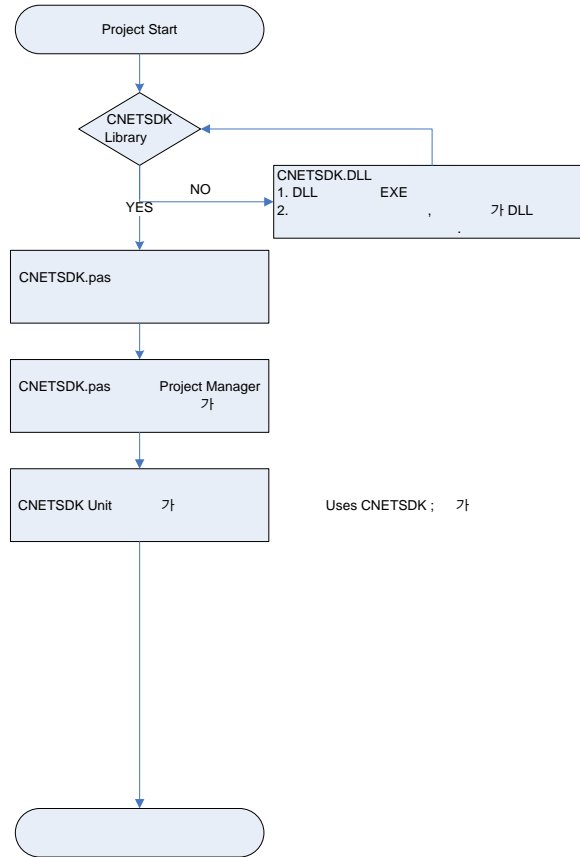 Project Start
CNETSDK
Library
NO
YES
CNETSDK.DLL
1. DLL EXE
2. , 가 DLL
.
CNETSDK.pas
CNETSDK.pas Project Manager
가
CNETSDK Unit 가
Uses CNETSDK ; 가